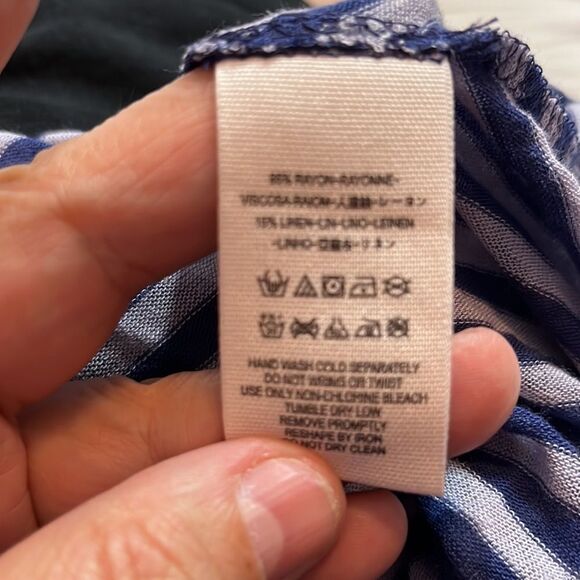 85% RAYON-RAYONNE-
VISCOSA-RAION-人造絲-レーヨン
15% LINEN-LIN-LINO-LEINEN
-LINHO-亞麻布-リネン
HAND WASH COLD SEPARATELY
DO NOT WRING OR TWIST
USE ONLY NON-CHLORINE BLEACH
TUMBLE DRY LOW
REMOVE PROMPTLY
RESHAPE BY IRON
DO NOT DRY CLEAN